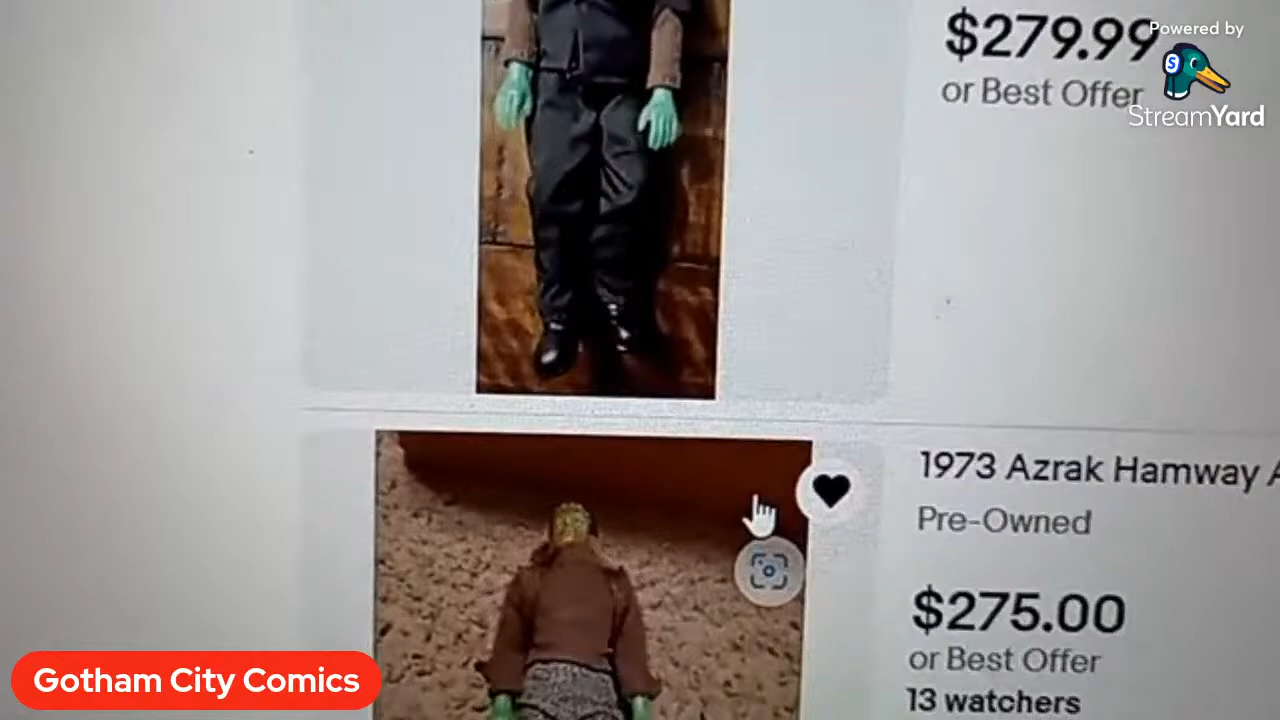 $279.99
or Best Offer
Powered by
S
StreamYard
1973 Azrak Hamway
Pre-Owned
$275.00
or Best Offer
13 watchers
Gotham City Comics